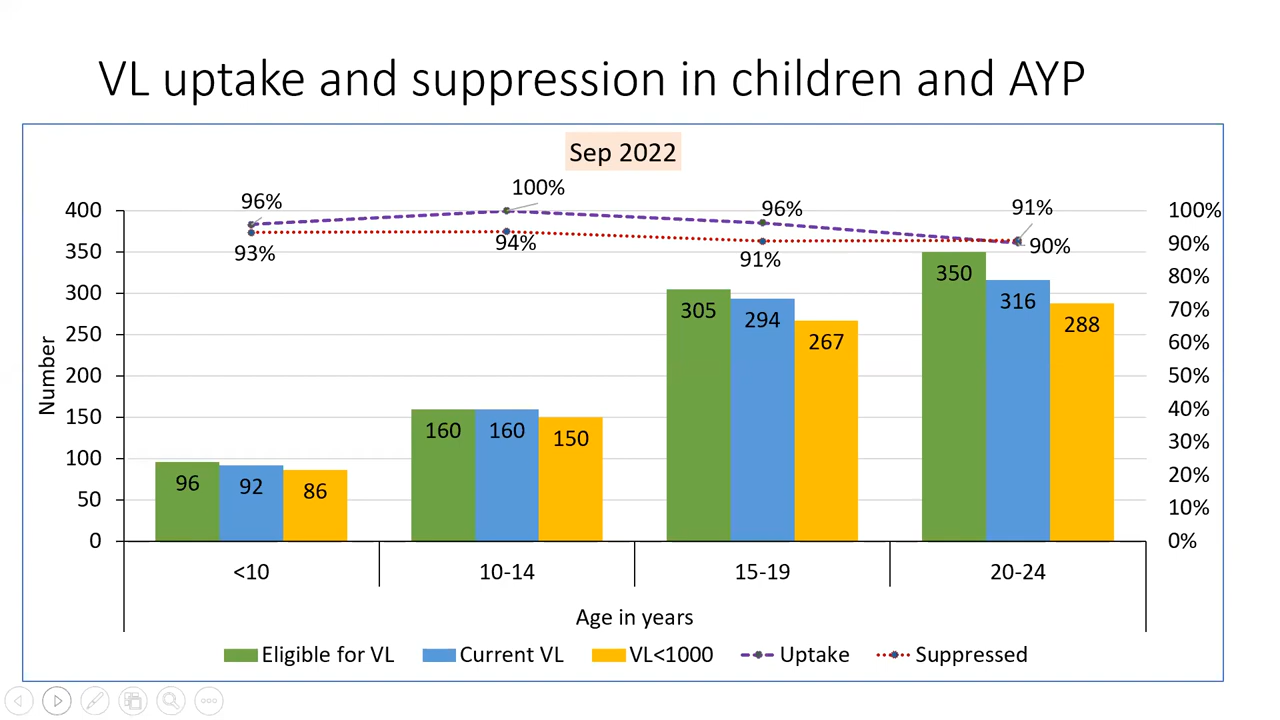 VL uptake and suppression in children and AYP
Sep 2022
96% 100% 96% 91%
93% 94% 91% 90%
400 350 300 250 200 150 100 50 0
Number
100% 90% 80% 70% 60% 50% 40% 30% 20% 10% 0%
96 92 86
160 160 150
305 294 267
350 316 288
<10 10-14 15-19 20-24
Age in years
Eligible for VL Current VL VL<1000 Uptake Suppressed